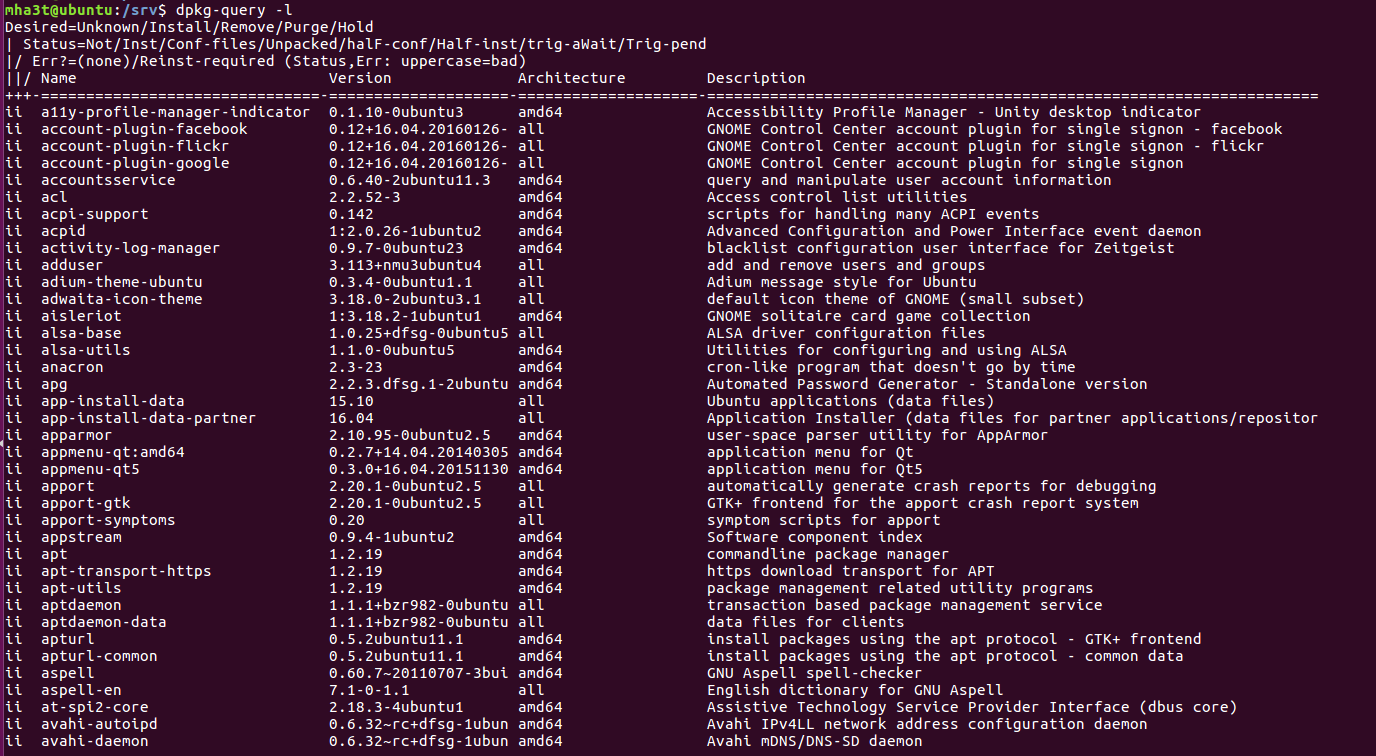 mha3t@ubuntu:/srv$ dpkg-query -l
Desired=Unknown/Install/Remove/Purge/Hold
| Status=Not/Inst/Conf-files/Unpacked/halF-conf/Half-inst/trig-aWait/Trig-pend
|/ Err?=(none)/Reinst-required (Status,Err: uppercase=bad)
||/ Name                            Version              Architecture         Description
+++-===============================-====================-====================-====================================================================
ii  a11y-profile-manager-indicator  0.1.10-0ubuntu3      amd64                Accessibility Profile Manager - Unity desktop indicator
ii  account-plugin-facebook         0.12+16.04.20160126- all                  GNOME Control Center account plugin for single signon - facebook
ii  account-plugin-flickr           0.12+16.04.20160126- all                  GNOME Control Center account plugin for single signon - flickr
ii  account-plugin-google           0.12+16.04.20160126- all                  GNOME Control Center account plugin for single signon
ii  accountsservice                 0.6.40-2ubuntu11.3   amd64                query and manipulate user account information
ii  acl                             2.2.52-3             amd64                Access control list utilities
ii  acpi-support                    0.142                amd64                scripts for handling many ACPI events
ii  acpid                           1:2.0.26-1ubuntu2    amd64                Advanced Configuration and Power Interface event daemon
ii  activity-log-manager            0.9.7-0ubuntu23      amd64                blacklist configuration user interface for Zeitgeist
ii  adduser                         3.113+nmu3ubuntu4    all                  add and remove users and groups
ii  adium-theme-ubuntu              0.3.4-0ubuntu1.1     all                  Adium message style for Ubuntu
ii  adwaita-icon-theme              3.18.0-2ubuntu3.1    all                  default icon theme of GNOME (small subset)
ii  aisleriot                       1:3.18.2-1ubuntu1    amd64                GNOME solitaire card game collection
ii  alsa-base                       1.0.25+dfsg-0ubuntu5 all                  ALSA driver configuration files
ii  alsa-utils                      1.1.0-0ubuntu5       amd64                Utilities for configuring and using ALSA
ii  anacron                         2.3-23               amd64                cron-like program that doesn't go by time
ii  apg                             2.2.3.dfsg.1-2ubuntu amd64                Automated Password Generator - Standalone version
ii  app-install-data                15.10                all                  Ubuntu applications (data files)
ii  app-install-data-partner        16.04                all                  Application Installer (data files for partner applications/repositor
ii  apparmor                        2.10.95-0ubuntu2.5   amd64                user-space parser utility for AppArmor
ii  appmenu-qt:amd64                0.2.7+14.04.20140305 amd64                application menu for Qt
ii  appmenu-qt5                     0.3.0+16.04.20151130 amd64                application menu for Qt5
ii  apport                          2.20.1-0ubuntu2.5    all                  automatically generate crash reports for debugging
ii  apport-gtk                      2.20.1-0ubuntu2.5    all                  GTK+ frontend for the apport crash report system
ii  apport-symptoms                 0.20                 all                  symptom scripts for apport
ii  appstream                       0.9.4-1ubuntu2       amd64                Software component index
ii  apt                             1.2.19               amd64                commandline package manager
ii  apt-transport-https             1.2.19               amd64                https download transport for APT
ii  apt-utils                       1.2.19               amd64                package management related utility programs
ii  aptdaemon                       1.1.1+bzr982-0ubuntu all                  transaction based package management service
ii  aptdaemon-data                  1.1.1+bzr982-0ubuntu all                  data files for clients
ii  apturl                          0.5.2ubuntu11.1      amd64                install packages using the apt protocol - GTK+ frontend
ii  apturl-common                   0.5.2ubuntu11.1      amd64                install packages using the apt protocol - common data
ii  aspell                          0.60.7~20110707-3bui amd64                GNU Aspell spell-checker
ii  aspell-en                       7.1-0-1.1            all                  English dictionary for GNU Aspell
ii  at-spi2-core                    2.18.3-4ubuntu1      amd64                Assistive Technology Service Provider Interface (dbus core)
ii  avahi-autoipd                   0.6.32~rc+dfsg-1ubun amd64                Avahi IPv4LL network address configuration daemon
ii  avahi-daemon                    0.6.32~rc+dfsg-1ubun amd64                Avahi mDNS/DNS-SD daemon